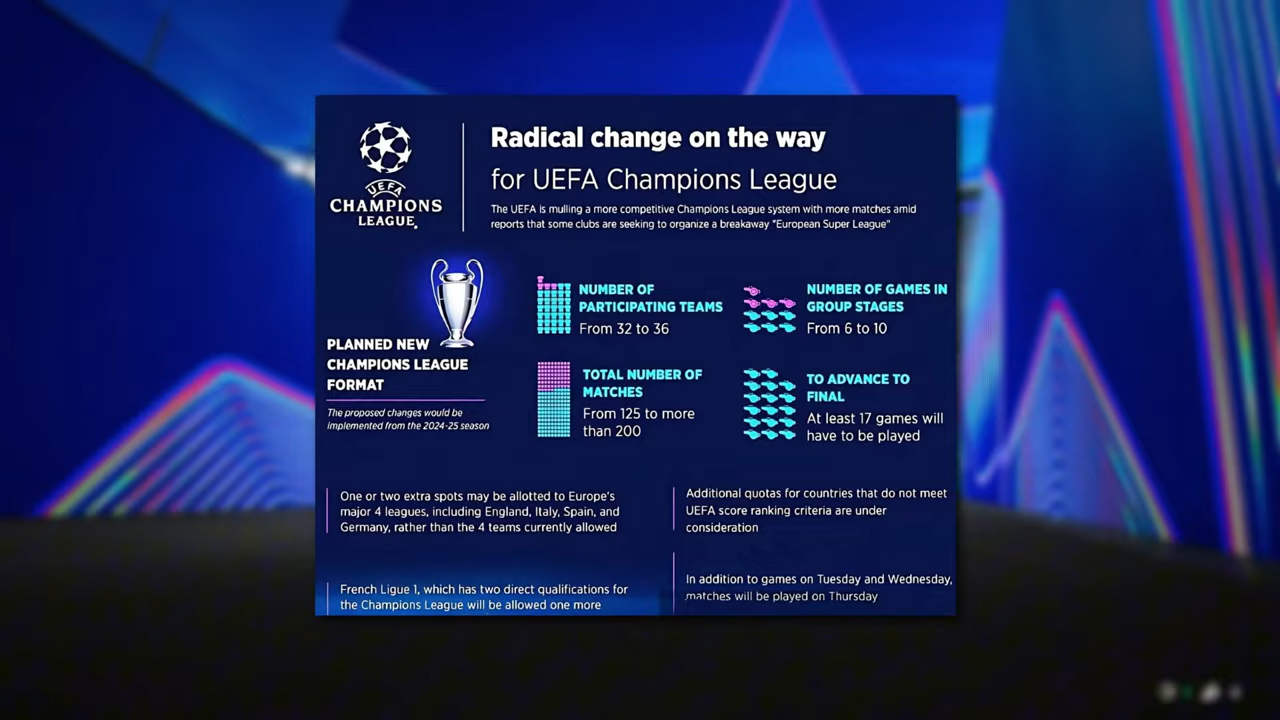 Radical change on the way
for UEFA Champions League
The UEFA is mulling a more competitive Champions League system with more matches amid
reports that some clubs are seeking to organize a breakaway "European Super League"
UEFA
CHAMPIONS
LEAGUE.
PLANNED NEW
CHAMPIONS LEAGUE
FORMAT
The proposed changes would be
implemented from the 2024-25 season
NUMBER OF
PARTICIPATING TEAMS
From 32 to 36
NUMBER OF GAMES IN
GROUP STAGES
From 6 to 10
TOTAL NUMBER OF
MATCHES
From 125 to more
than 200
TO ADVANCE TO
FINAL
At least 17 games will
have to be played
One or two extra spots may be allotted to Europe's
major 4 leagues, including England, Italy, Spain, and
Germany, rather than the 4 teams currently allowed
Additional quotas for countries that do not meet
UEFA score ranking criteria are under
consideration
French Ligue 1, which has two direct qualifications for
the Champions League will be allowed one more
In addition to games on Tuesday and Wednesday,
matches will be played on Thursday